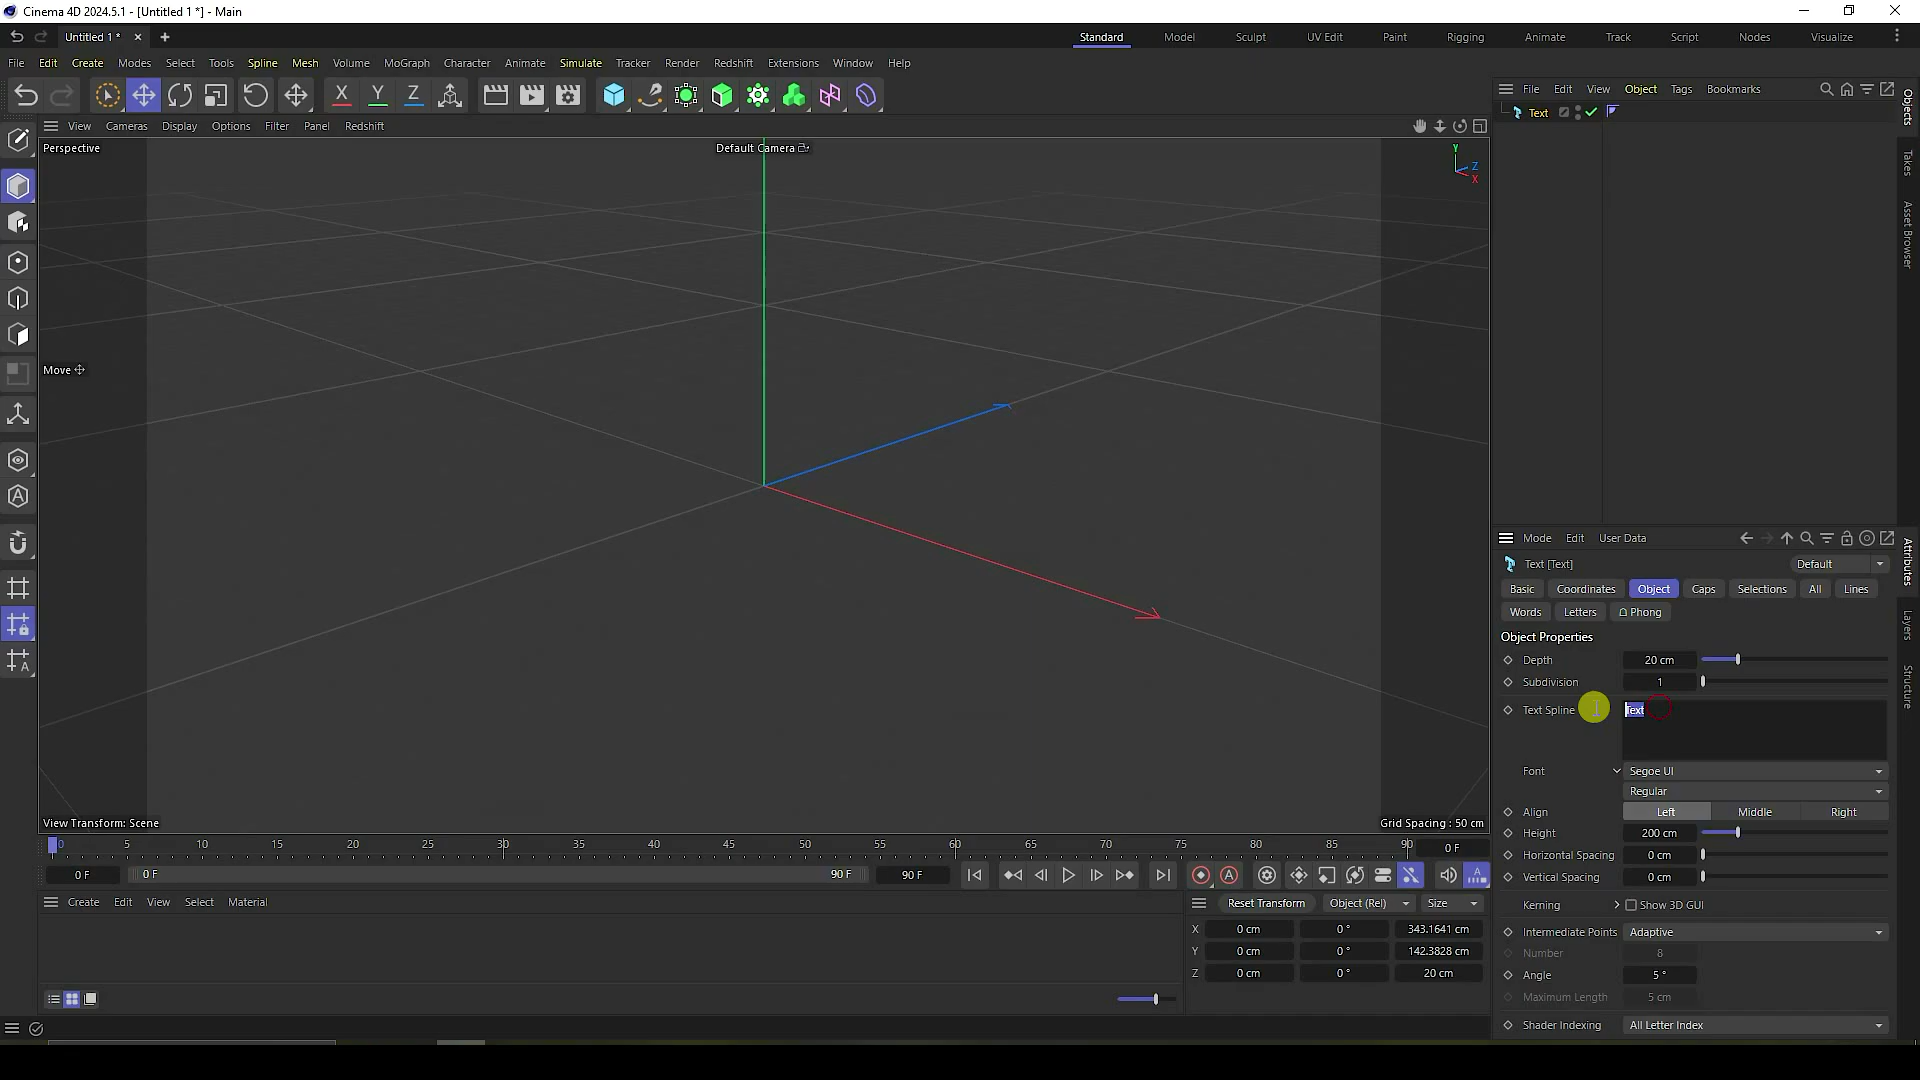 Cinema 4D 2024.5.1 - [Untitled 1 *] - Main
Untitled 1 *
Standard Model Sculpt UV Edit Paint Rigging Animate Track Script Nodes Visualize
File Edit Create Modes Select Tools Spline Mesh Volume MoGraph Character Animate Simulate Tracker Render Redshift Extensions Window Help
X Y Z
File Edit View Object Tags Bookmarks
Text
Objects
Takes
Asset Browser
View Cameras Display Options Filter Panel Redshift
Perspective
Default Camera
Y
Z
X
Move
View Transform: Scene
Grid Spacing : 50 cm
Mode Edit User Data
Text [Text]
Default
Basic Coordinates Object Caps Selections All Lines
Words Letters Phong
Object Properties
Depth 20 cm
Subdivision 1
Text Spline Text
Font Segoe UI
Regular
Align Left Middle Right
Height 200 cm
Horizontal Spacing 0 cm
Vertical Spacing 0 cm
Kerning Show 3D GUI
Intermediate Points Adaptive
Number 8
Angle 5 °
Maximum Length 5 cm
Shader Indexing All Letter Index
Attributes
Layers
Structure
0 5 10 15 20 25 30 35 40 45 50 55 60 65 70 75 80 85 90
0 F
0 F 0 F 90 F 90 F
Create Edit View Select Material
Reset Transform Object (Rel) Size
X 0 cm 0 ° 343.1641 cm
Y 0 cm 0 ° 142.3828 cm
Z 0 cm 0 ° 20 cm